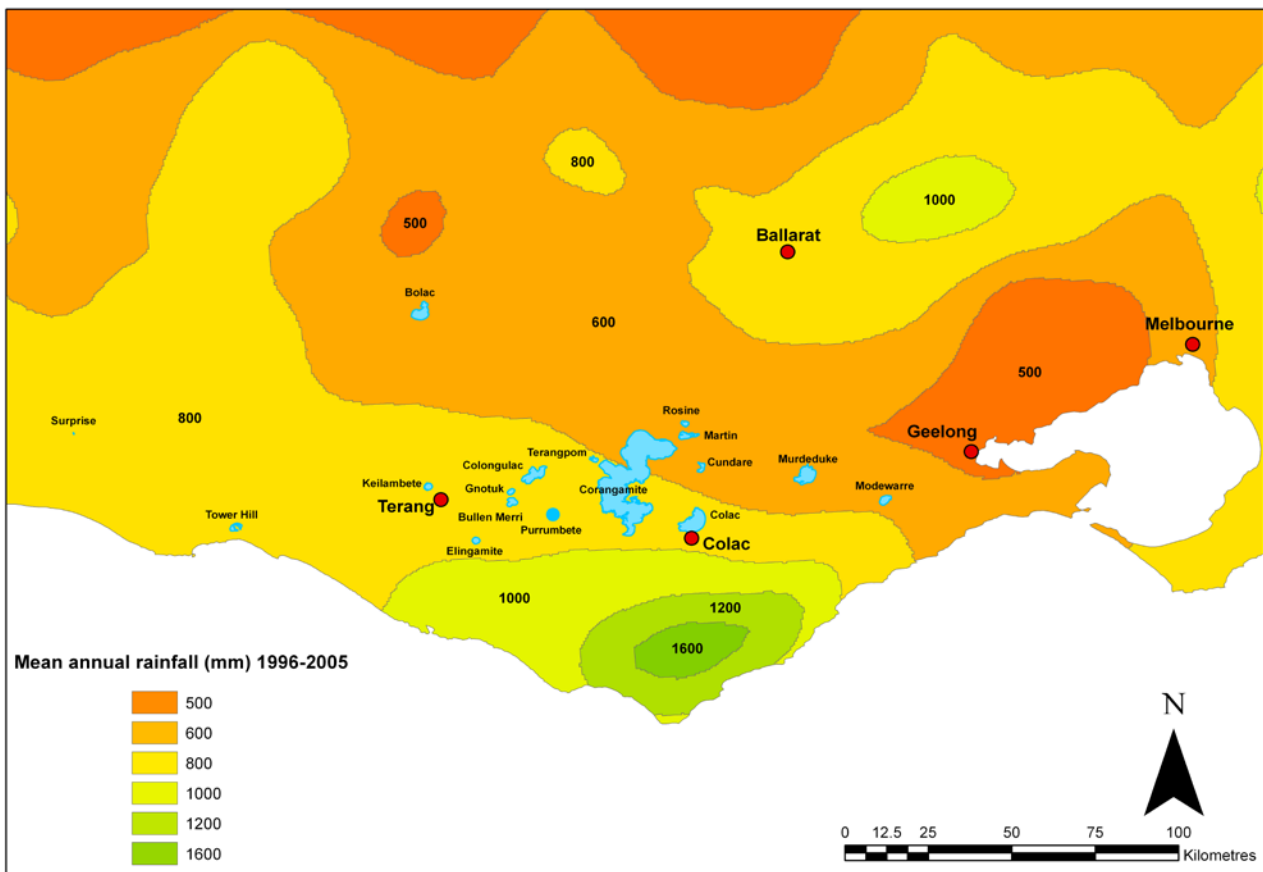 800
1000
500
Ballarat
Bolac
600
Melbourne
500
800
Surprise
Rosine
Geelong
Martin
Terangpom
Colongulac
Cundare
Murdeduke
Keilambete
Gnotuk
Corangamite
Modewarre
Terang
Tower Hill
Bullen Merri
Purrumbete
Colac
Colac
Elingamite
1000
1200
1600
Mean annual rainfall (mm) 1996-2005
500
600
800
1000
1200
1600
N
0 12.5 25 50 75 100
Kilometres